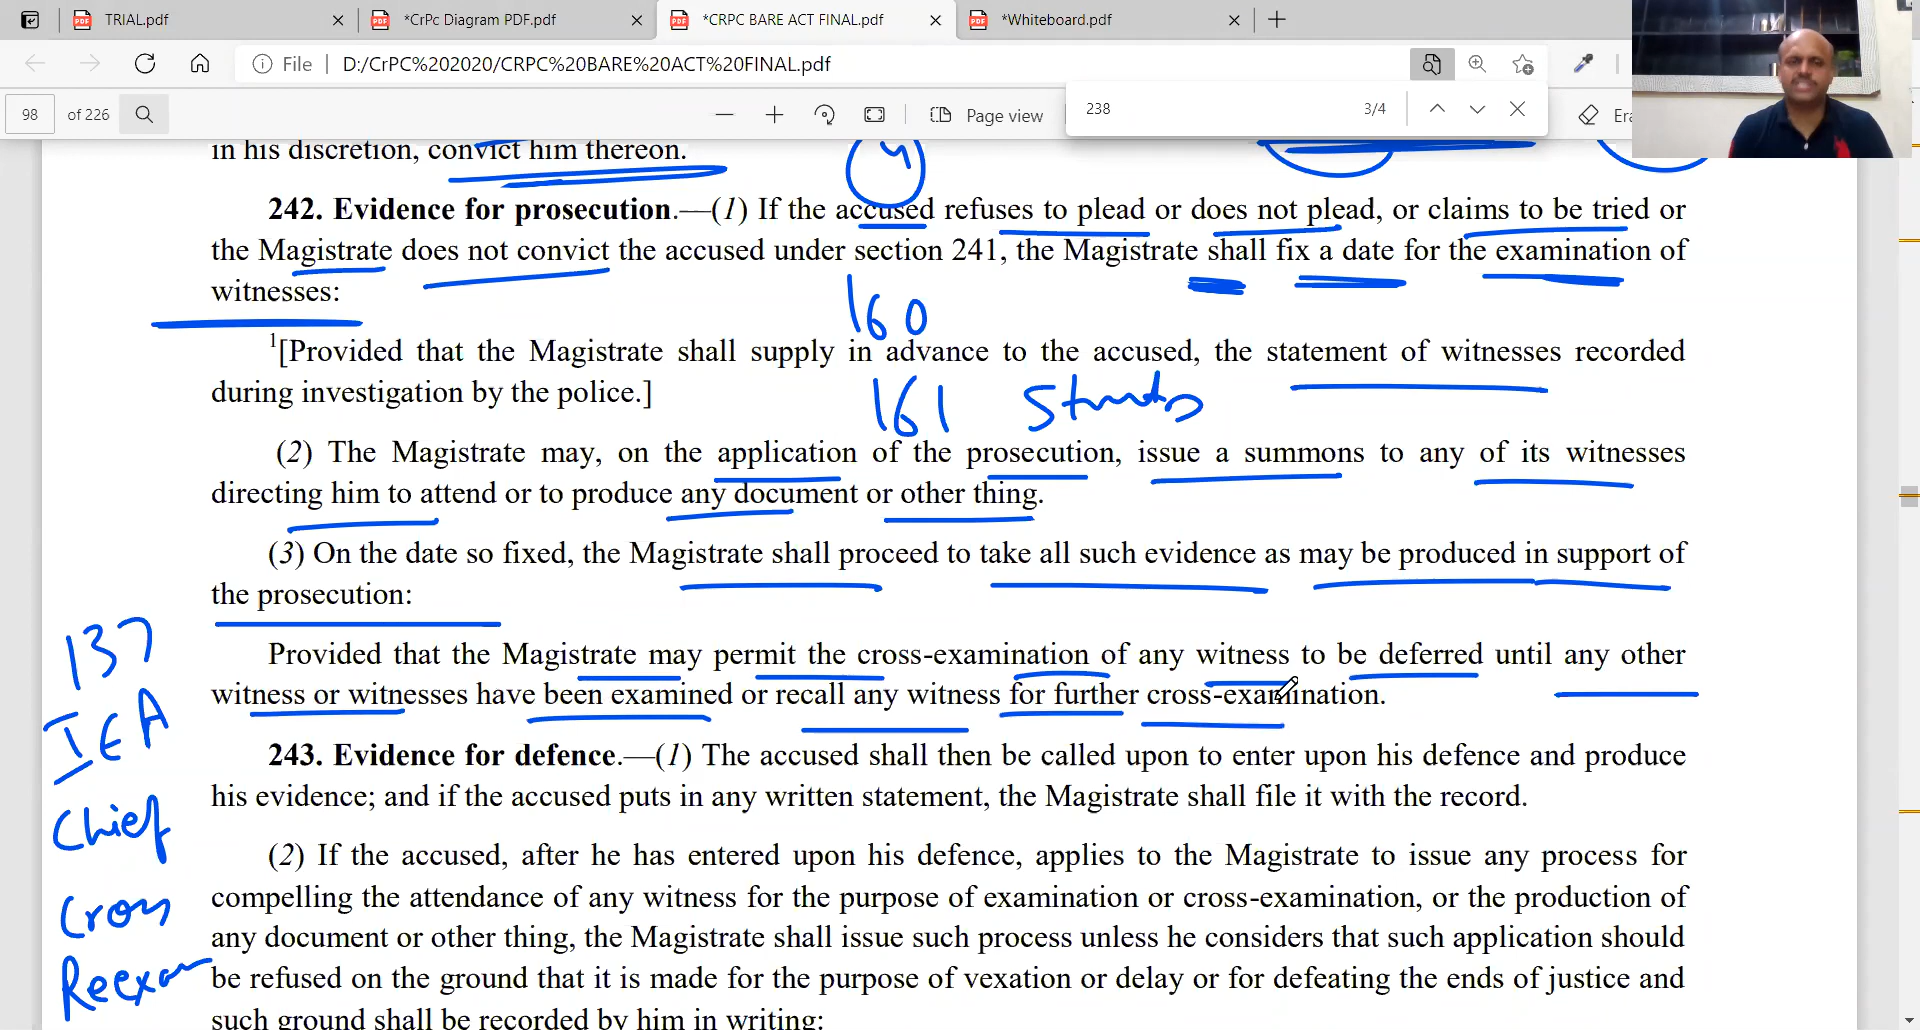 TRIAL.pdf
*CrPc Diagram PDF.pdf
*CRPC BARE ACT FINAL.pdf
*Whiteboard.pdf
File
D:/CrPC%202020/CRPC%20BARE%20ACT%20FINAL.pdf
98 of 226
Page view
238
3/4
Era
in his discretion, convict him thereon.
4
242. Evidence for prosecution.—(1) If the accused refuses to plead or does not plead, or claims to be tried or
the Magistrate does not convict the accused under section 241, the Magistrate shall fix a date for the examination of
witnesses:
160
1[Provided that the Magistrate shall supply in advance to the accused, the statement of witnesses recorded
during investigation by the police.]
161
(2) The Magistrate may, on the application of the prosecution, issue a summons to any of its witnesses
directing him to attend or to produce any document or other thing.
(3) On the date so fixed, the Magistrate shall proceed to take all such evidence as may be produced in support of
the prosecution:
137
IEA
Chief
Cross
Reexam
Provided that the Magistrate may permit the cross-examination of any witness to be deferred until any other
witness or witnesses have been examined or recall any witness for further cross-examination.
243. Evidence for defence.—(1) The accused shall then be called upon to enter upon his defence and produce
his evidence; and if the accused puts in any written statement, the Magistrate shall file it with the record.
(2) If the accused, after he has entered upon his defence, applies to the Magistrate to issue any process for
compelling the attendance of any witness for the purpose of examination or cross-examination, or the production of
any document or other thing, the Magistrate shall issue such process unless he considers that such application should
be refused on the ground that it is made for the purpose of vexation or delay or for defeating the ends of justice and
such ground shall be recorded by him in writing: